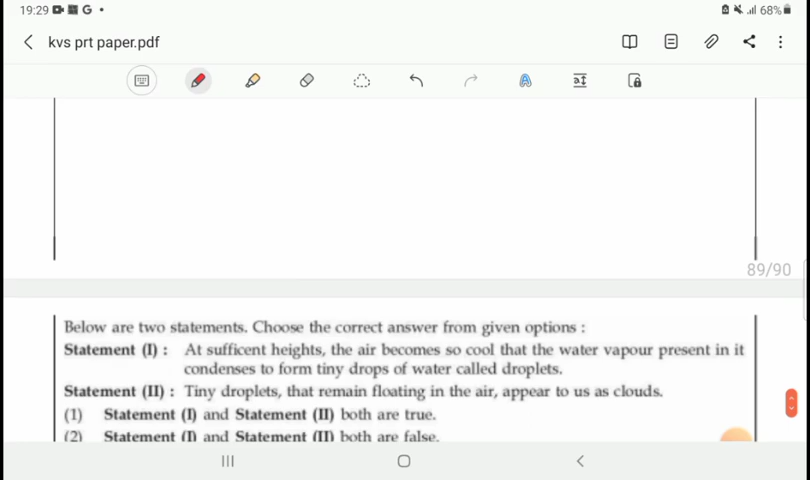 19:29 G
68%
kvs prt paper.pdf
89/90
Below are two statements. Choose the correct answer from given options :
Statement (I) : At sufficent heights, the air becomes so cool that the water vapour present in it
condenses to form tiny drops of water called droplets.
Statement (II) : Tiny droplets, that remain floating in the air, appear to us as clouds.
(1) Statement (I) and Statement (II) both are true.
(2) Statement (I) and Statement (II) both are false.